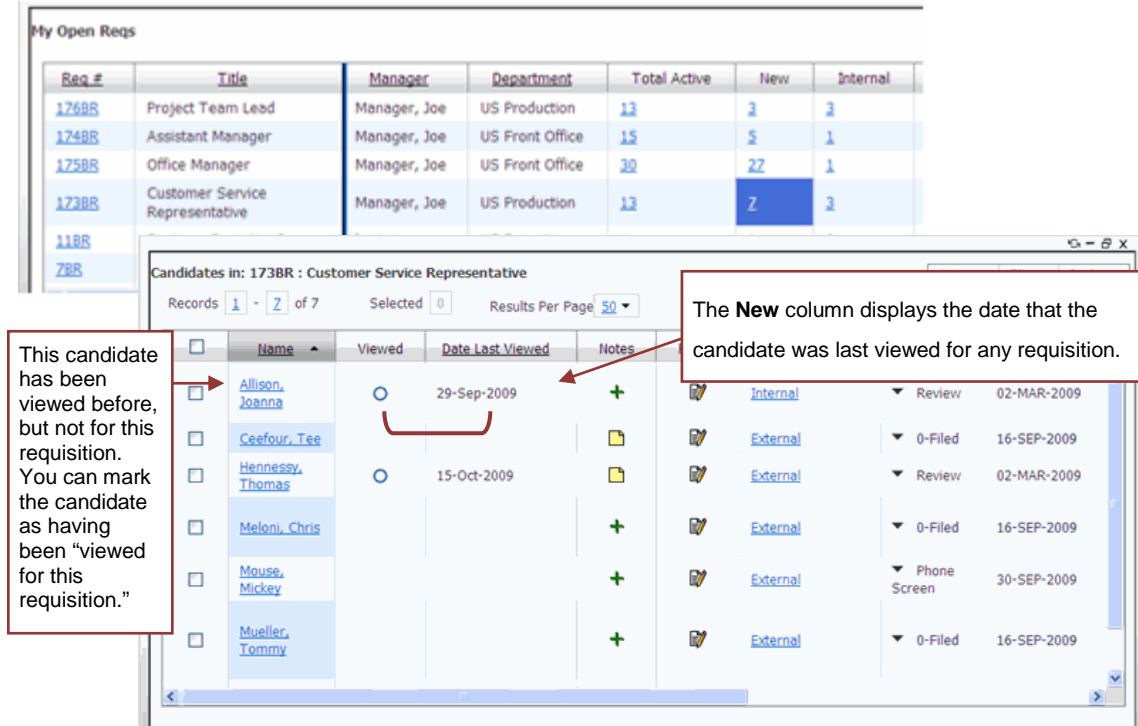 My Open Reqs
Req # Title Manager Department Total Active New Internal
176BR Project Team Lead Manager, Joe US Production 13 3 3
174BR Assistant Manager Manager, Joe US Front Office 15 5 1
175BR Office Manager Manager, Joe US Front Office 30 27 1
173BR Customer Service Representative Manager, Joe US Production 13 7 3
11BR
7BR
Candidates in: 173BR : Customer Service Representative
Records 1 - 7 of 7 Selected 0 Results Per Page 50
The New column displays the date that the
candidate was last viewed for any requisition.
This candidate
has been
viewed before,
but not for this
requisition.
You can mark
the candidate
as having
been “viewed
for this
requisition.”
Name Viewed Date Last Viewed Notes
Allison, Joanna 29-Sep-2009 Internal Review 02-MAR-2009
Ceefour, Tee External 0-Filed 16-SEP-2009
Hennessy, Thomas 15-Oct-2009 External Review 02-MAR-2009
Meloni, Chris External 0-Filed 16-SEP-2009
Mouse, Mickey External Phone Screen 30-SEP-2009
Mueller, Tommy External 0-Filed 16-SEP-2009